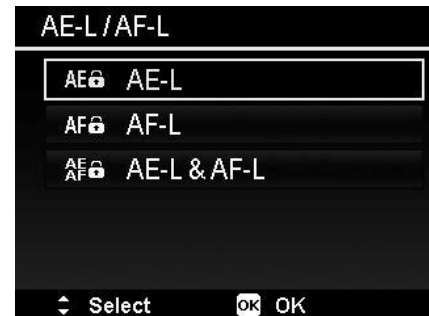 AE-L / AF-L
AE AE-L
AF AF-L
AE AF AE-L & AF-L
Select OK OK